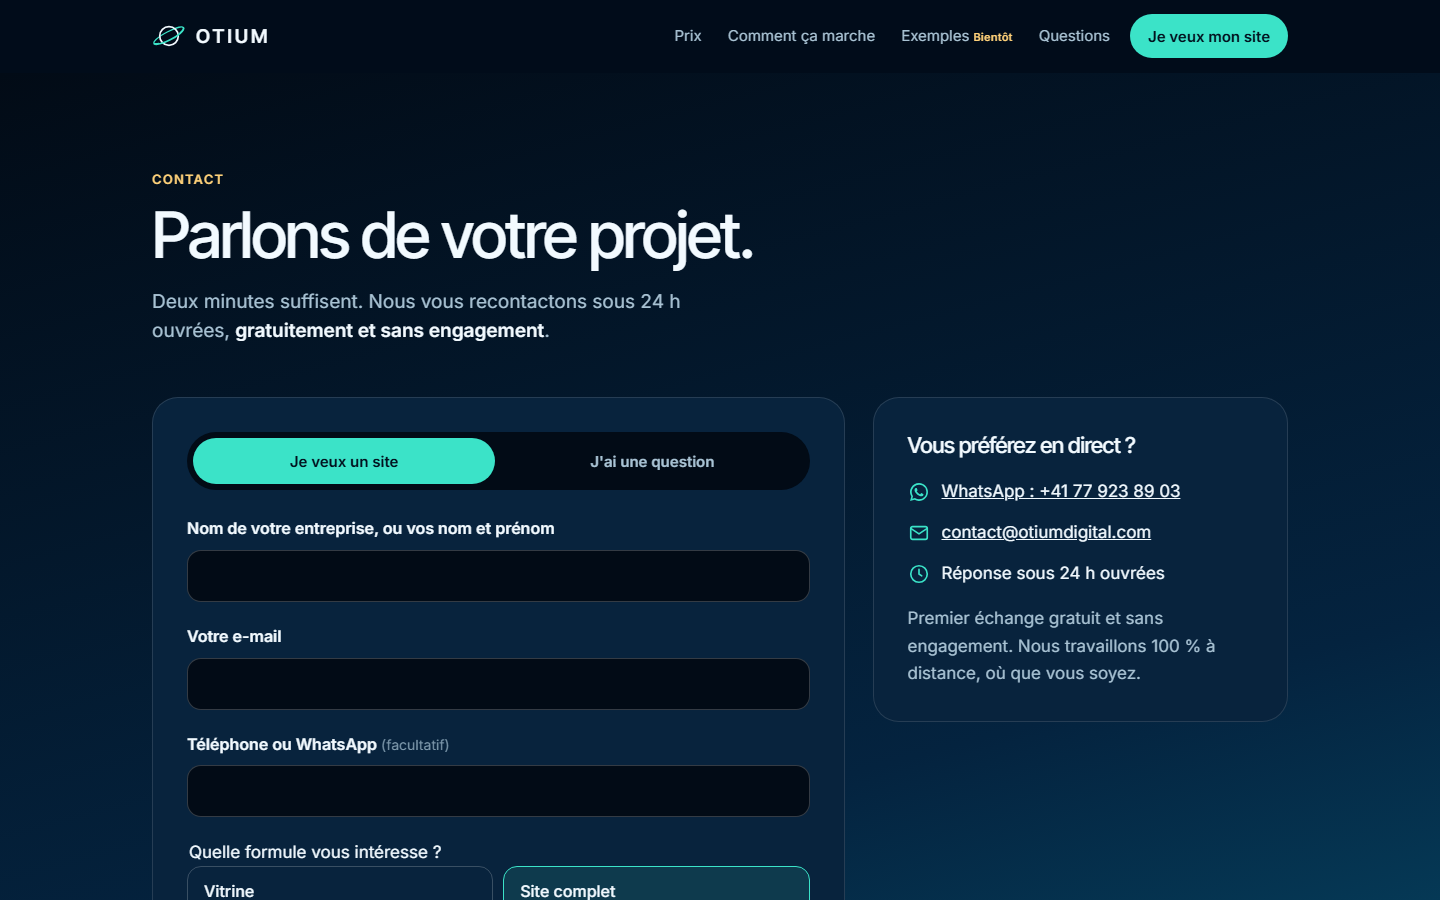 OTIUM
Prix
Comment ça marche
Exemples Bientôt
Questions
Je veux mon site
CONTACT
Parlons de votre projet.
Deux minutes suffisent. Nous vous recontactons sous 24 h
ouvrées, gratuitement et sans engagement.
Je veux un site
J'ai une question
Nom de votre entreprise, ou vos nom et prénom
Votre e-mail
Téléphone ou WhatsApp (facultatif)
Quelle formule vous intéresse ?
Vitrine
Site complet
Vous préférez en direct ?
WhatsApp : +41 77 923 89 03
contact@otiumdigital.com
Réponse sous 24 h ouvrées
Premier échange gratuit et sans
engagement. Nous travaillons 100 % à
distance, où que vous soyez.